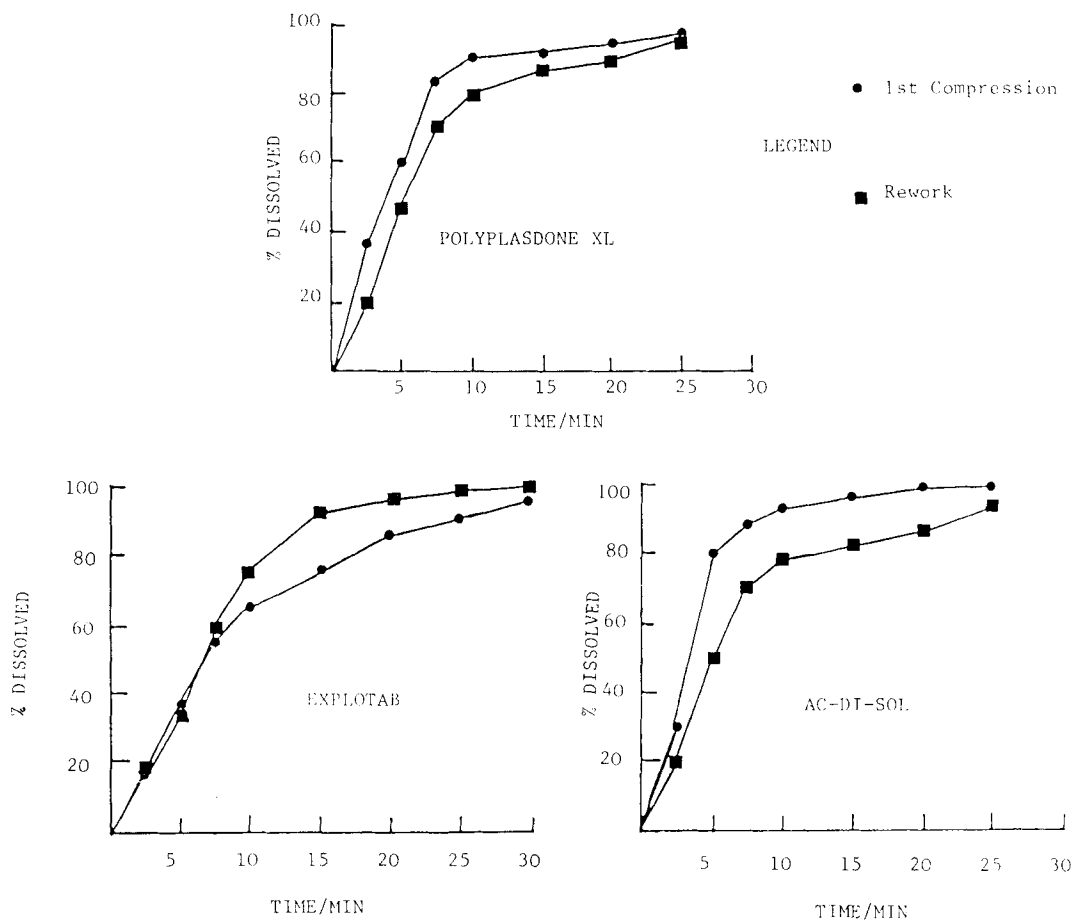 100
80
60
40
20
% DISSOLVED
POLYPLASDONE XL
5
10
15
20
25
30
TIME/MIN
LEGEND
1st Compression
Rework
100
80
60
40
20
% DISSOLVED
EXPLOTAB
5
10
15
20
25
30
TIME/MIN
100
80
60
40
20
% DISSOLVED
AC-DI-SOL
5
10
15
20
25
30
TIME/MIN